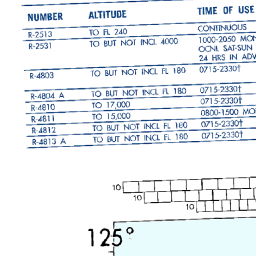 NUMBER ALTITUDE TIME OF USE
R-2513 TO FL 240 CONTINUOUS
R-2531 TO BUT NOT INCL 4000 1000-2050 MON
OCNL SAT-SUN
24 HRS IN ADV
R-4803 TO BUT NOT INCL FL 180 0715-2330†
R-4804 A TO BUT NOT INCL FL 180 0715-2330†
R-4810 TO 17,000 0715-2330†
R-4811 TO 15,000 0800-1500 MO
R-4812 TO BUT NOT INCL FL 180 0715-2330†
R-4813 A TO BUT NOT INCL FL 180 0715-2330†
10
10
10
125°